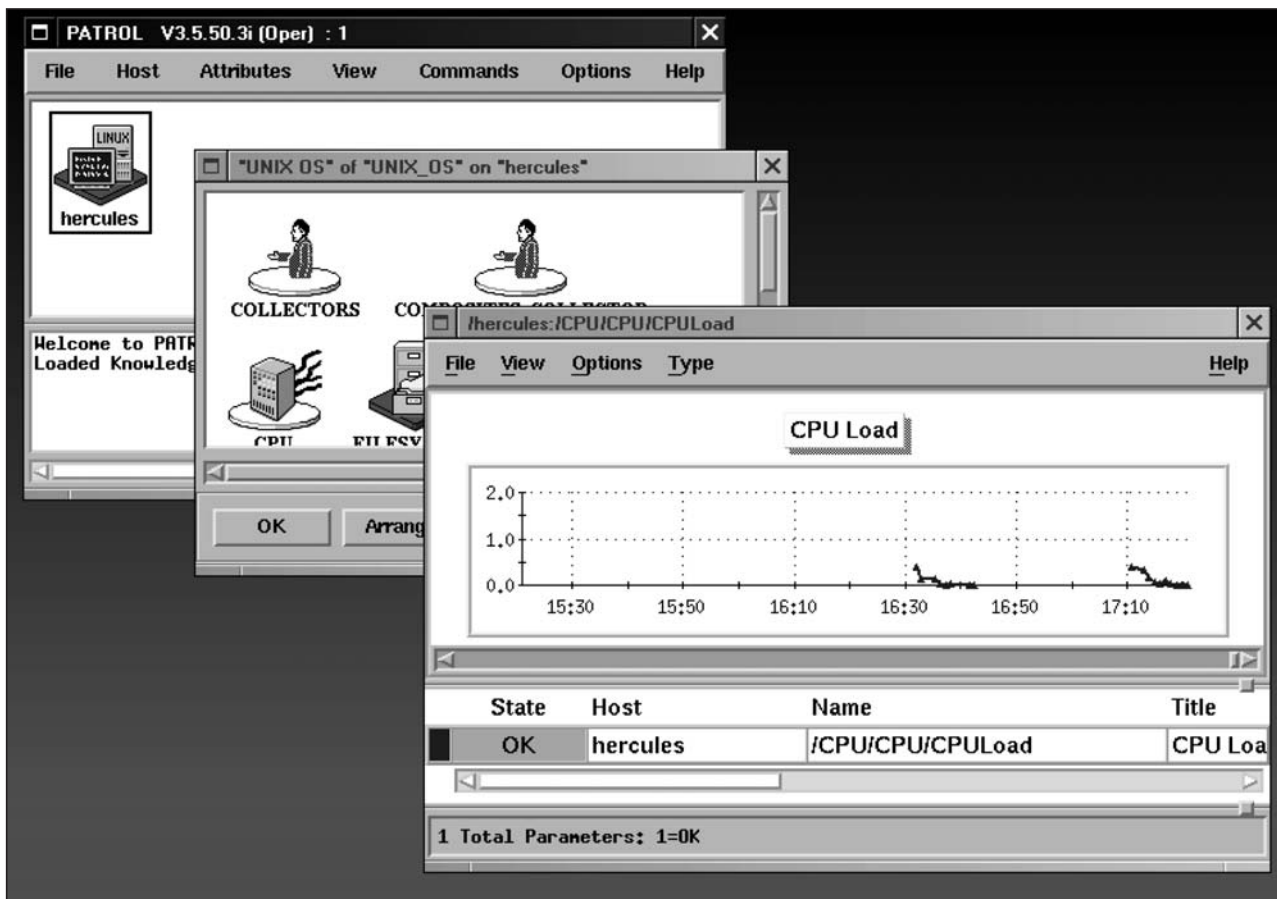 PATROL V3.5.50.3i (Oper) : 1
File Host Attributes View Commands Options Help
LINUX
hercules
Welcome to
Loaded
"UNIX OS" of "UNIX_OS" on "hercules"
COLLECTORS COMPOSITES COLLECTOR
CPU
OK
/hercules:/CPU/CPU/CPULoad
File View Options Type Help
CPU Load
2.0
1.0
0.0
15:30 15:50 16:10 16:30 16:50 17:10
State Host Name Title
OK hercules /CPU/CPU/CPULoad CPU Loa
1 Total Parameters: 1=OK